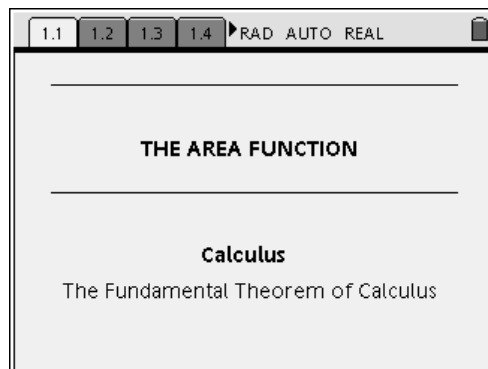 1.1 1.2 1.3 1.4 RAD AUTO REAL
THE AREA FUNCTION
Calculus
The Fundamental Theorem of Calculus